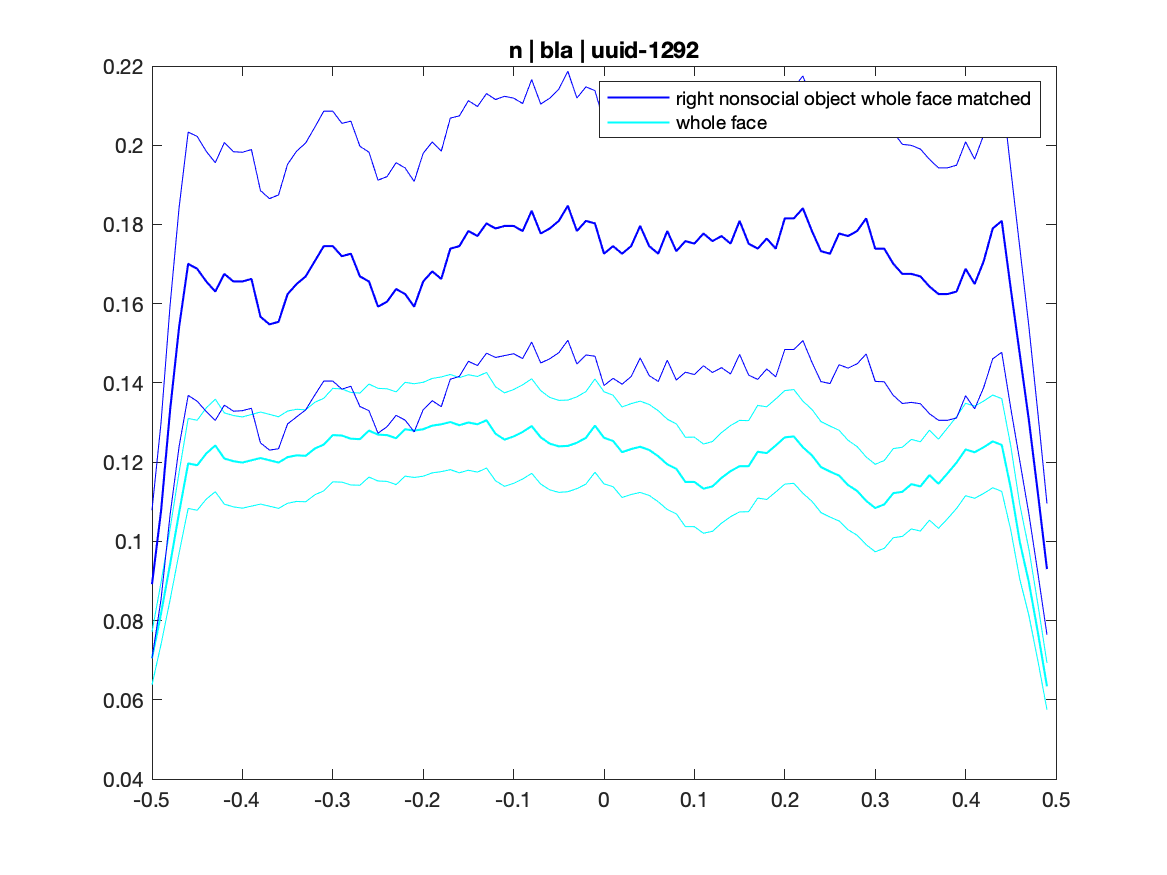 n | bla | uuid-1292
right nonsocial object whole face matched
whole face
0.22
0.2
0.18
0.16
0.14
0.12
0.1
0.08
0.06
0.04
-0.5 -0.4 -0.3 -0.2 -0.1 0 0.1 0.2 0.3 0.4 0.5